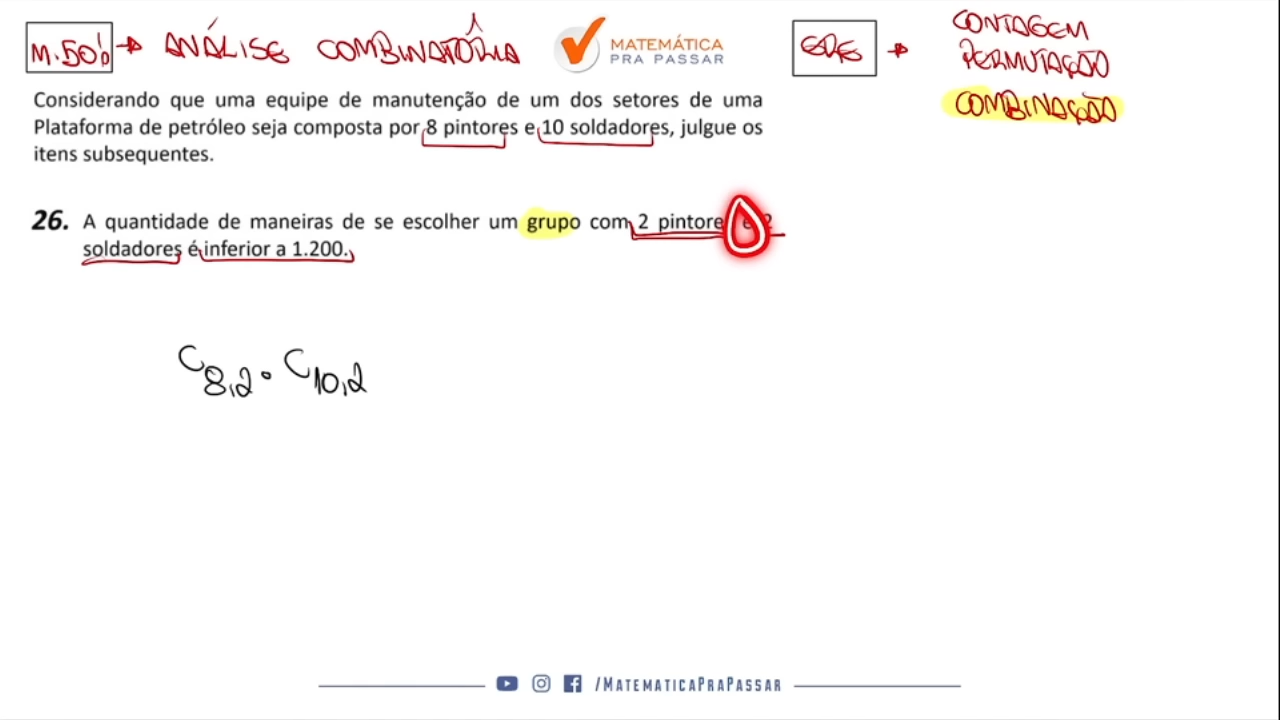 M.50% → ANÁLISE COMBINATÓRIA
MATEMÁTICA
PRA PASSAR
→ CONTAGEM
PERMUTAÇÃO
COMBINAÇÃO
Considerando que uma equipe de manutenção de um dos setores de uma
Plataforma de petróleo seja composta por 8 pintores e 10 soldadores, julgue os
itens subsequentes.
26. A quantidade de maneiras de se escolher um grupo com 2 pintore e 2
soldadores é inferior a 1.200.
C8,2 • C10,2
/MATEMATICAPRAPASSAR